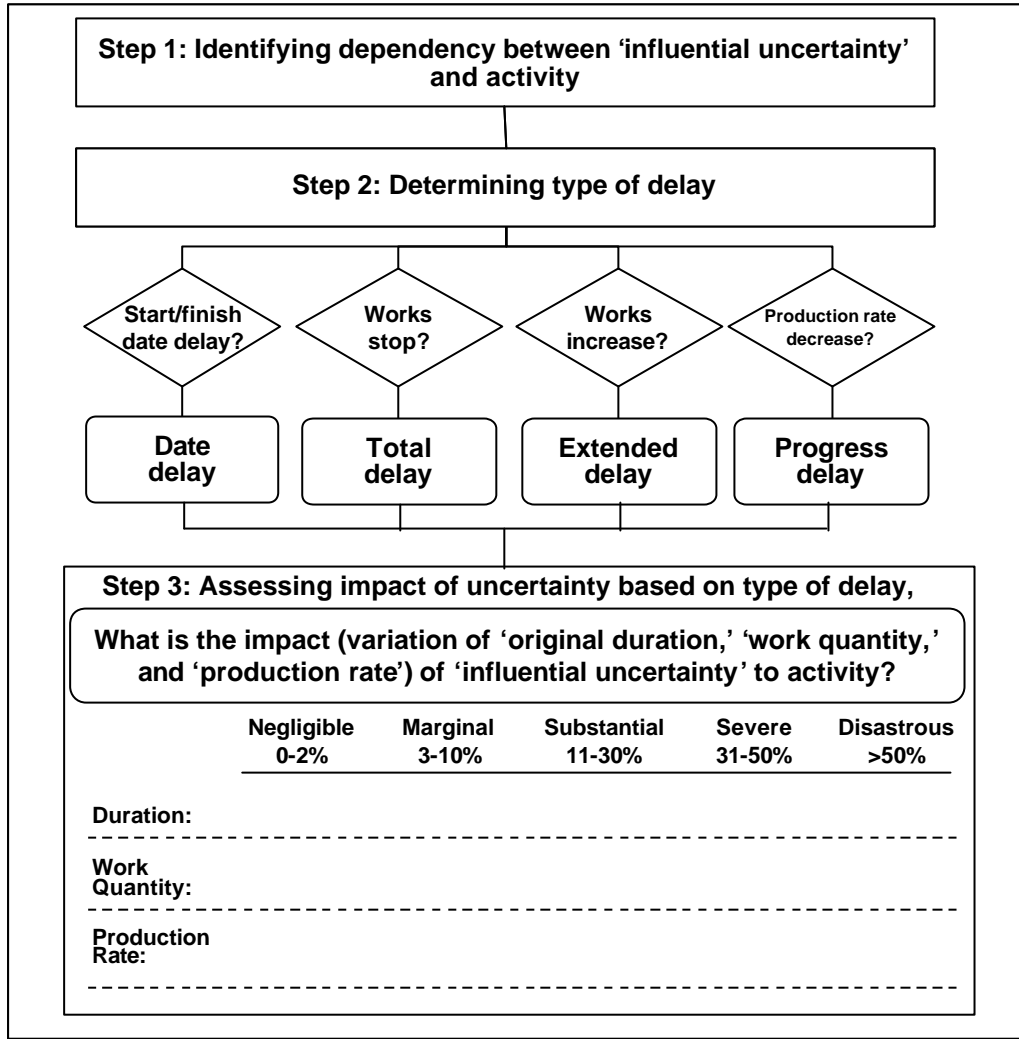 Step 1: Identifying dependency between ‘influential uncertainty’
and activity
Step 2: Determining type of delay
Start/finish
date delay?
Works
stop?
Works
increase?
Production rate
decrease?
Date
delay
Total
delay
Extended
delay
Progress
delay
Step 3: Assessing impact of uncertainty based on type of delay,
What is the impact (variation of ‘original duration,’ ‘work quantity,’
and ‘production rate’) of ‘influential uncertainty’ to activity?
Negligible Marginal Substantial Severe Disastrous
0-2% 3-10% 11-30% 31-50% >50%
Duration:
Work
Quantity:
Production
Rate: